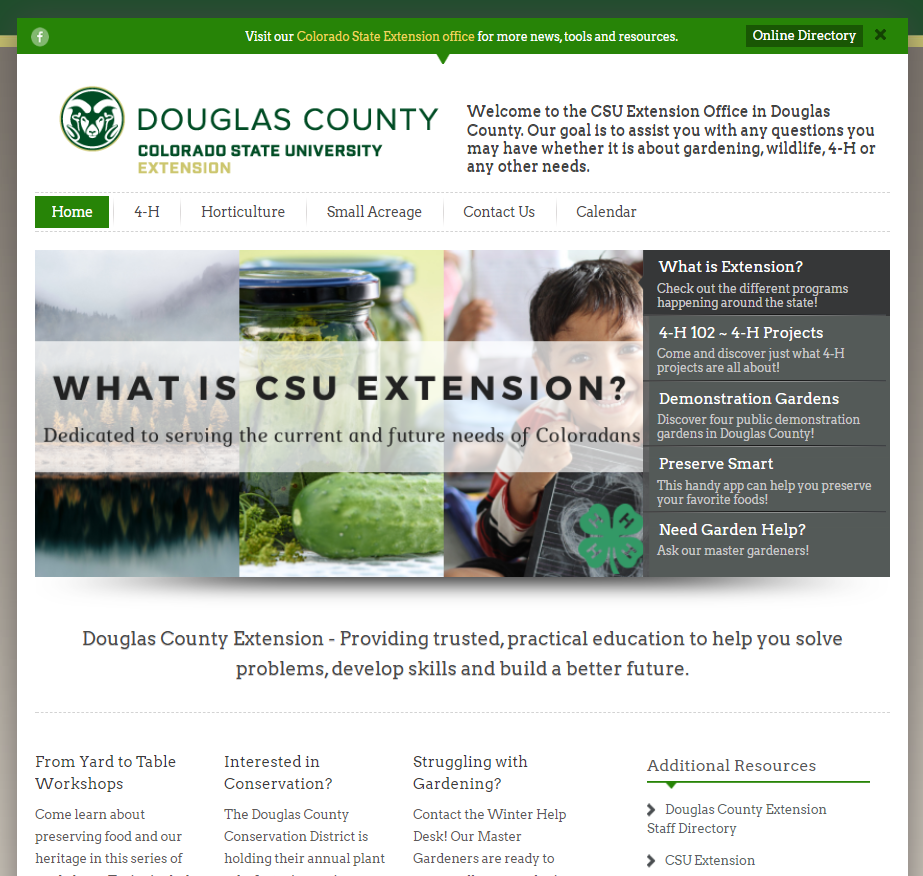 Visit our Colorado State Extension office for more news, tools and resources.
Online Directory
DOUGLAS COUNTY
COLORADO STATE UNIVERSITY
EXTENSION
Welcome to the CSU Extension Office in Douglas
County. Our goal is to assist you with any questions you
may have whether it is about gardening, wildlife, 4-H or
any other needs.
Home
4-H
Horticulture
Small Acreage
Contact Us
Calendar
WHAT IS CSU EXTENSION?
Dedicated to serving the current and future needs of Coloradans
H H
H H
What is Extension?
Check out the different programs
happening around the state!
4-H 102 ~ 4-H Projects
Come and discover just what 4-H
projects are all about!
Demonstration Gardens
Discover four public demonstration
gardens in Douglas County!
Preserve Smart
This handy app can help you preserve
your favorite foods!
Need Garden Help?
Ask our master gardeners!
Douglas County Extension - Providing trusted, practical education to help you solve
problems, develop skills and build a better future.
From Yard to Table
Workshops
Come learn about
preserving food and our
heritage in this series of
Interested in
Conservation?
The Douglas County
Conservation District is
holding their annual plant
Struggling with
Gardening?
Contact the Winter Help
Desk! Our Master
Gardeners are ready to
Additional Resources
Douglas County Extension
Staff Directory
CSU Extension